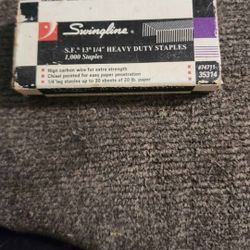 Swingline®
S.F.® 13® 1/4" HEAVY DUTY STAPLES
1,000 Staples
High carbon wire for extra strength
Chisel pointed for easy paper penetration
1/4 leg staples up to 20 sheets of 20 lb. paper
#74711-
35314